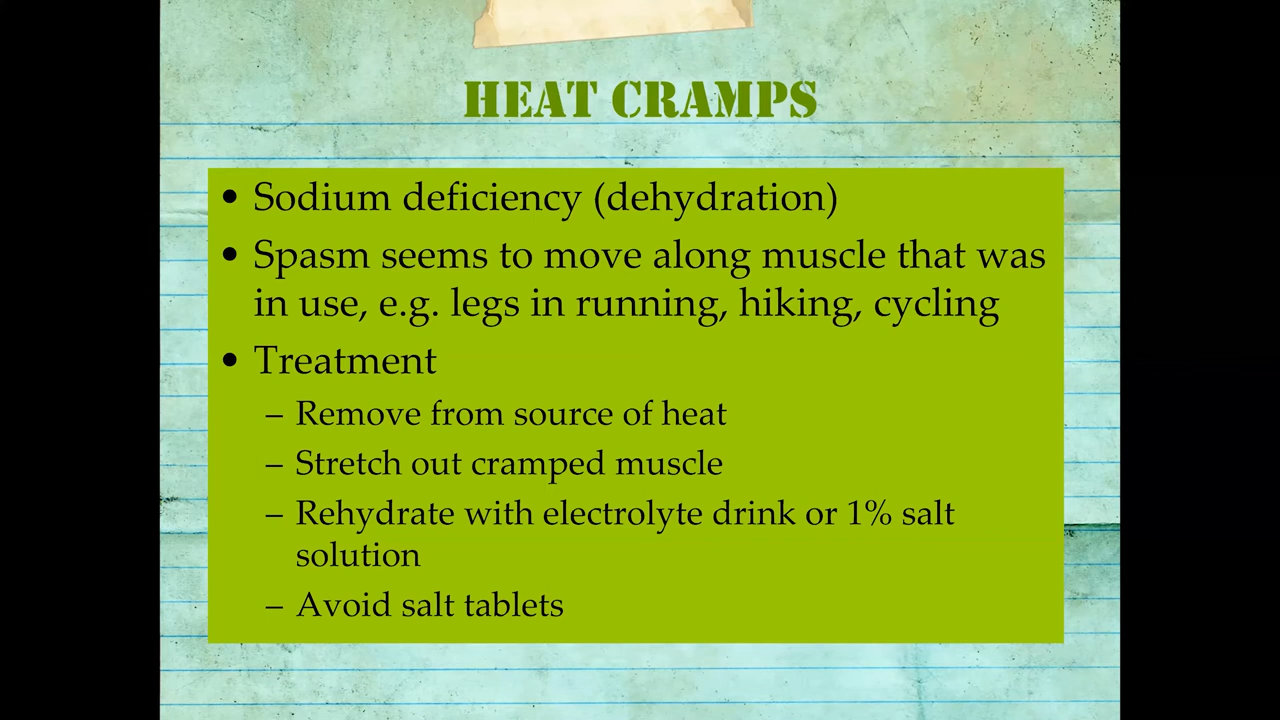 HEAT CRAMPS
• Sodium deficiency (dehydration)
• Spasm seems to move along muscle that was
in use, e.g. legs in running, hiking, cycling
• Treatment
– Remove from source of heat
– Stretch out cramped muscle
– Rehydrate with electrolyte drink or 1% salt
solution
– Avoid salt tablets